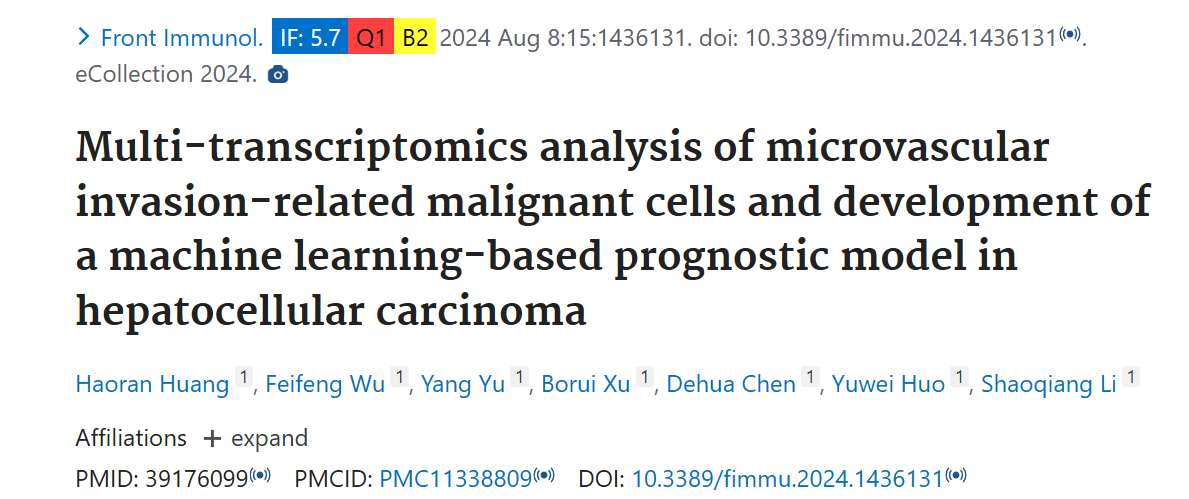 Front Immunol. IF: 5.7 Q1 B2 2024 Aug 8:15:1436131. doi: 10.3389/fimmu.2024.1436131.
eCollection 2024.
Multi-transcriptomics analysis of microvascular
invasion-related malignant cells and development of
a machine learning-based prognostic model in
hepatocellular carcinoma
Haoran Huang 1, Feifeng Wu 1, Yang Yu 1, Borui Xu 1, Dehua Chen 1, Yuwei Huo 1, Shaoqiang Li 1
Affiliations + expand
PMID: 39176099 PMCID: PMC11338809 DOI: 10.3389/fimmu.2024.1436131